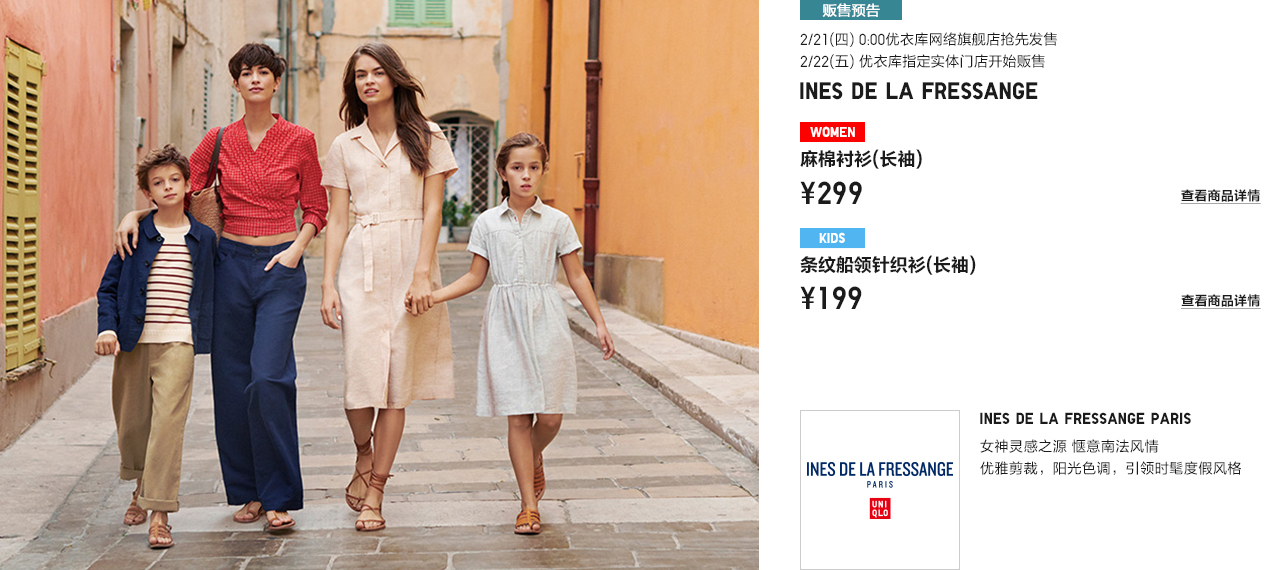 贩售预告
2/21(四) 0:00优衣库网络旗舰店抢先发售
2/22(五) 优衣库指定实体门店开始贩售
INES DE LA FRESSANGE
WOMEN
麻棉衬衫(长袖)
¥299
查看商品详情
KIDS
条纹船领针织衫(长袖)
¥199
查看商品详情
INES DE LA FRESSANGE
PARIS
UNI
QLO
INES DE LA FRESSANGE PARIS
女神灵感之源 惬意南法风情
优雅剪裁，阳光色调，引领时髦度假风格